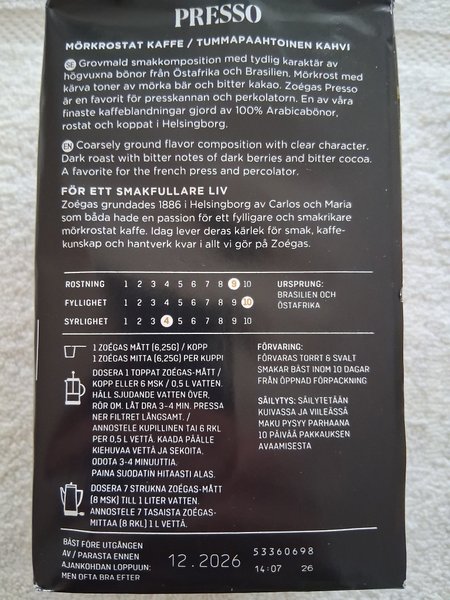 PRESSO
MÖRKROSTAT KAFFE / TUMMAPAAHTOINEN KAHVI
SE Grovmald smakkomposition med tydlig karaktär av
högvuxna bönor från Östafrika och Brasilien. Mörkrost med
kärva toner av mörka bär och bitter kakao. Zoégas Presso
är en favorit för presskannan och perkolatorn. En av våra
finaste kaffeblandningar gjord av 100% Arabicabönor,
rostat och koppat i Helsingborg.
EN Coarsely ground flavor composition with clear character.
Dark roast with bitter notes of dark berries and bitter cocoa.
A favorite for the french press and percolator.
FÖR ETT SMAKFULLARE LIV
Zoégas grundades 1886 i Helsingborg av Carlos och Maria
som båda hade en passion för ett fylligare och smakrikare
mörkrostat kaffe. Idag lever deras kärlek för smak, kaffe-
kunskap och hantverk kvar i allt vi gör på Zoégas.
ROSTNING 1 2 3 4 5 6 7 8 9 10
FYLLIGHET 1 2 3 4 5 6 7 8 9 10
SYRLIGHET 1 2 3 4 5 6 7 8 9 10
URSPRUNG:
BRASILIEN OCH
ÖSTAFRIKA
1 ZOÉGAS MÅTT (6,25G) / KOPP
1 ZOÉGAS MITTA (6,25G) PER KUPPI
DOSERA 1 TOPPAT ZOÉGAS-MÅTT/
KOPP ELLER 6 MSK / 0,5 L VATTEN.
HÄLL SJUDANDE VATTEN ÖVER,
RÖR OM. LÅT DRA 3-4 MIN. PRESSA
NER FILTRET LÅNGSAMT. /
ANNOSTELE KUPILLINEN TAI 6 RKL
PER 0,5 L VETTÄ. KAADA PÄÄLLE
KIEHUVAA VETTÄ JA SEKOITA.
ODOTA 3-4 MINUUTTIA.
PAINA SUODATIN HITAASTI ALAS.
DOSERA 7 STRUKNA ZOÉGAS-MÅTT
(8 MSK) TILL 1 LITER VATTEN.
ANNOSTELE 7 TASAISTA ZOÉGAS-
MITTAA (8 RKL) 1 L VETTÄ.
FÖRVARING:
FÖRVARAS TORRT & SVALT
SMAKAR BÄST INOM 10 DAGAR
FRÅN ÖPPNAD FÖRPACKNING
SÄILYTYS: SÄILYTETÄÄN
KUIVASSA JA VIILEÄSSÄ
MAKU PYSYY PARHAANA
10 PÄIVÄÄ PAKKAUKSEN
AVAAMISESTA
BÄST FÖRE UTGÅNGEN
AV / PARASTA ENNEN
AJANKOHDAN LOPPUUN:
MEN OFTA BRA EFTER
12.2026
53360698
14:07 26